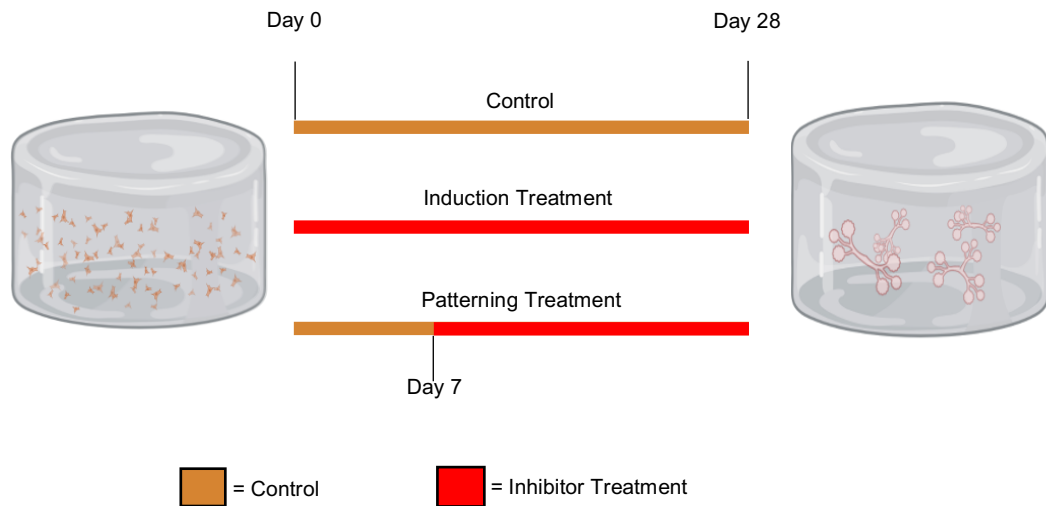 Day 0
Day 28
Control
Induction Treatment
Patterning Treatment
Day 7
= Control
= Inhibitor Treatment